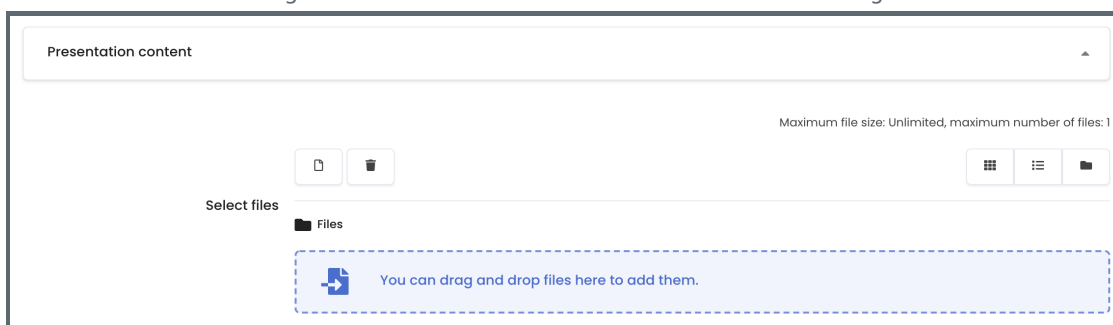 Presentation content
Maximum file size: Unlimited, maximum number of files: 1
Select files
Files
You can drag and drop files here to add them.